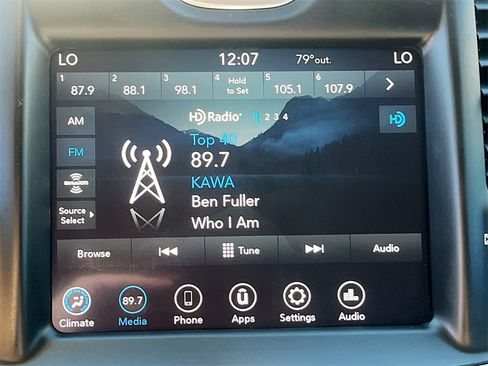 LO 12:07 79°out. LO
1 87.9 2 88.1 3 98.1 4 Hold to Set 5 105.1 6 107.9
AM HD Radio 1 2 3 4 HD
Top 40
FM 89.7
KAWA
SiriusXM
Ben Fuller
Source Select
Who I Am
Browse Tune Audio
89.7
Climate Media Phone Apps Settings Audio